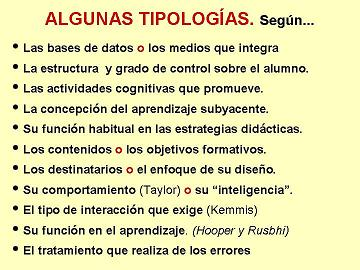 ALGUNAS TIPOLOGÍAS. Según...
• Las bases de datos o los medios que integra
• La estructura y grado de control sobre el alumno.
• Las actividades cognitivas que promueve.
• La concepción del aprendizaje subyacente.
• Su función habitual en las estrategias didácticas.
• Los contenidos o los objetivos formativos.
• Los destinatarios o el enfoque de su diseño.
• Su comportamiento (Taylor) o su “inteligencia”.
• El tipo de interacción que exige (Kemmis)
• Su función en el aprendizaje. (Hooper y Rusbhi)
• El tratamiento que realiza de los errores